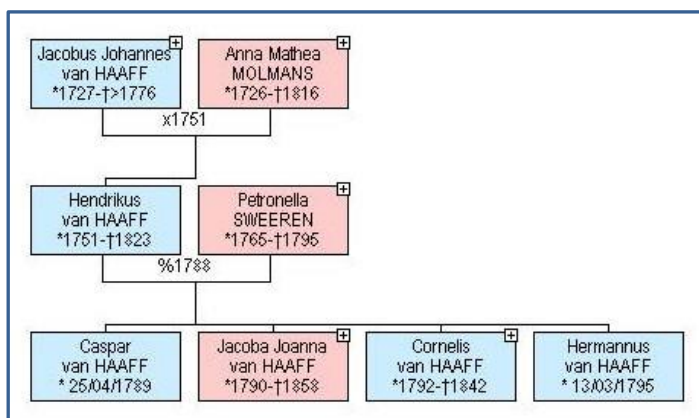 Jacobus Johannes
van HAAFF
*1727-†>1776
Anna Mathea
MOLMANS
*1726-†1816
x1751
Hendrikus
van HAAFF
*1751-†1823
Petronella
SWEEREN
*1765-†1795
%1788
Caspar
van HAAFF
* 25/04/1789
Jacoba Joanna
van HAAFF
*1790-†1858
Cornelis
van HAAFF
*1792-†1842
Hermannus
van HAAFF
* 13/03/1795